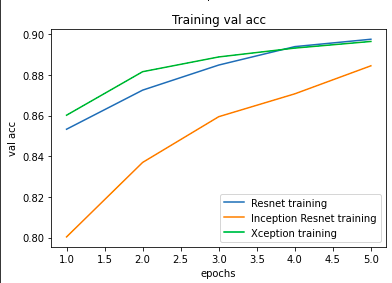 Training val acc
0.90
0.88
0.86
0.84
0.82
0.80
val acc
1.0 1.5 2.0 2.5 3.0 3.5 4.0 4.5 5.0
epochs
Resnet training
Inception Resnet training
Xception training